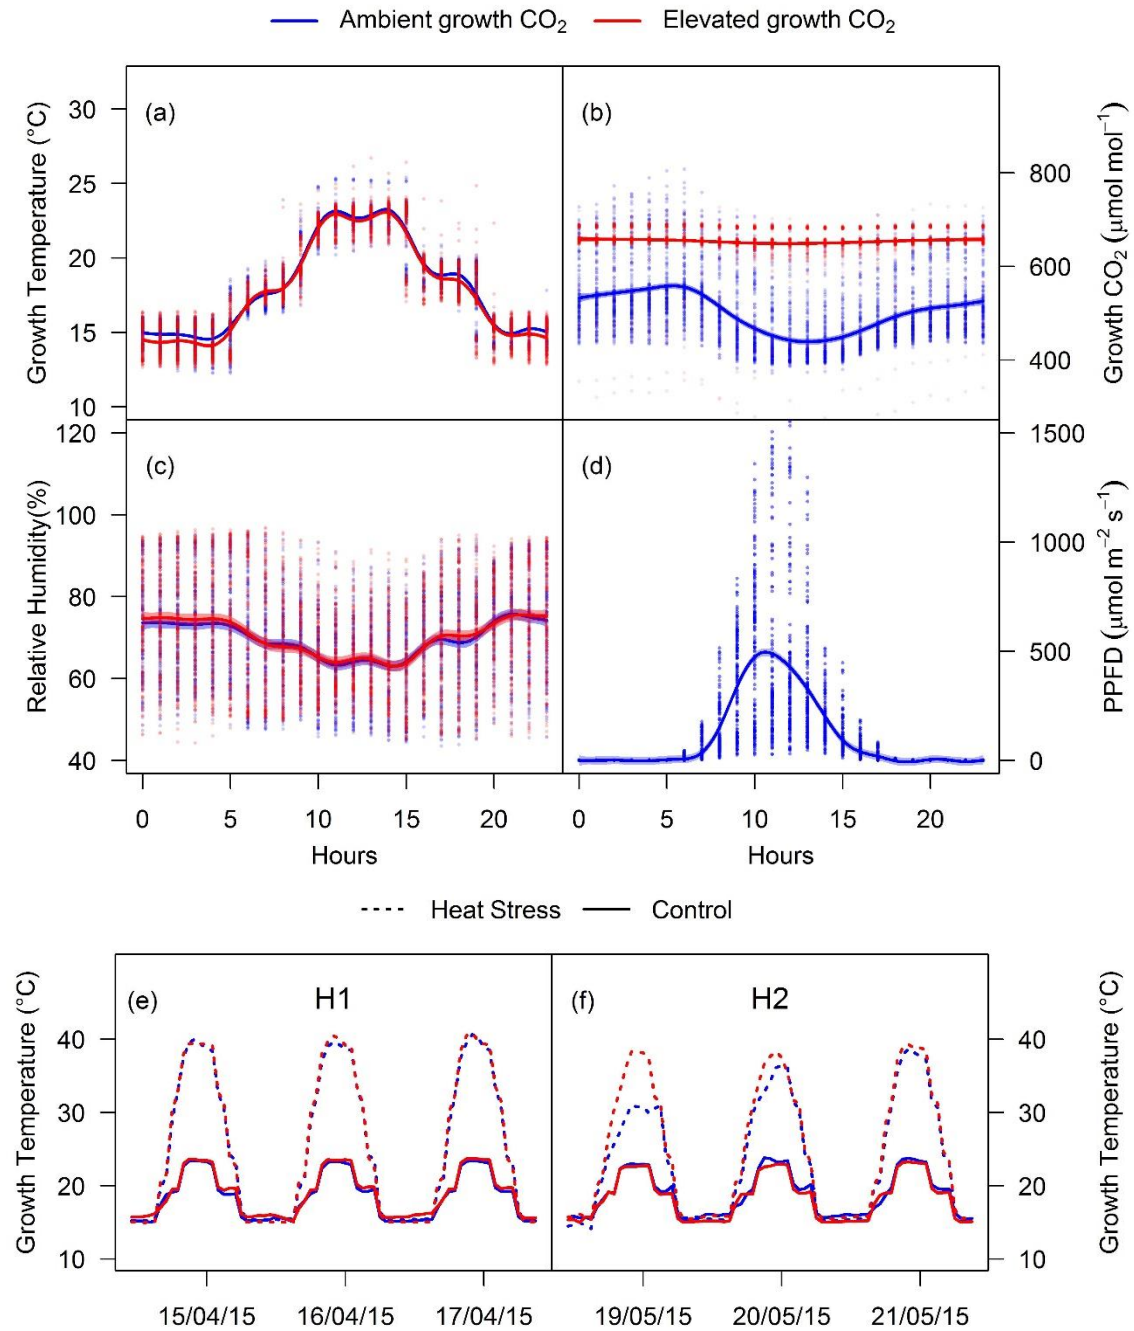 Ambient growth CO₂ Elevated growth CO₂
(a)
Growth Temperature (°C)
30
25
20
15
10
(b)
Growth CO₂ (μmol mol⁻¹)
800
600
400
(c)
Relative Humidity(%)
120
100
80
60
40
0 5 10 15 20
Hours
(d)
PPFD (μmol m⁻² s⁻¹)
1500
1000
500
0
0 5 10 15 20
Hours
Heat Stress Control
(e) H1
Growth Temperature (°C)
40
30
20
10
15/04/15 16/04/15 17/04/15
(f) H2
Growth Temperature (°C)
40
30
20
10
19/05/15 20/05/15 21/05/15